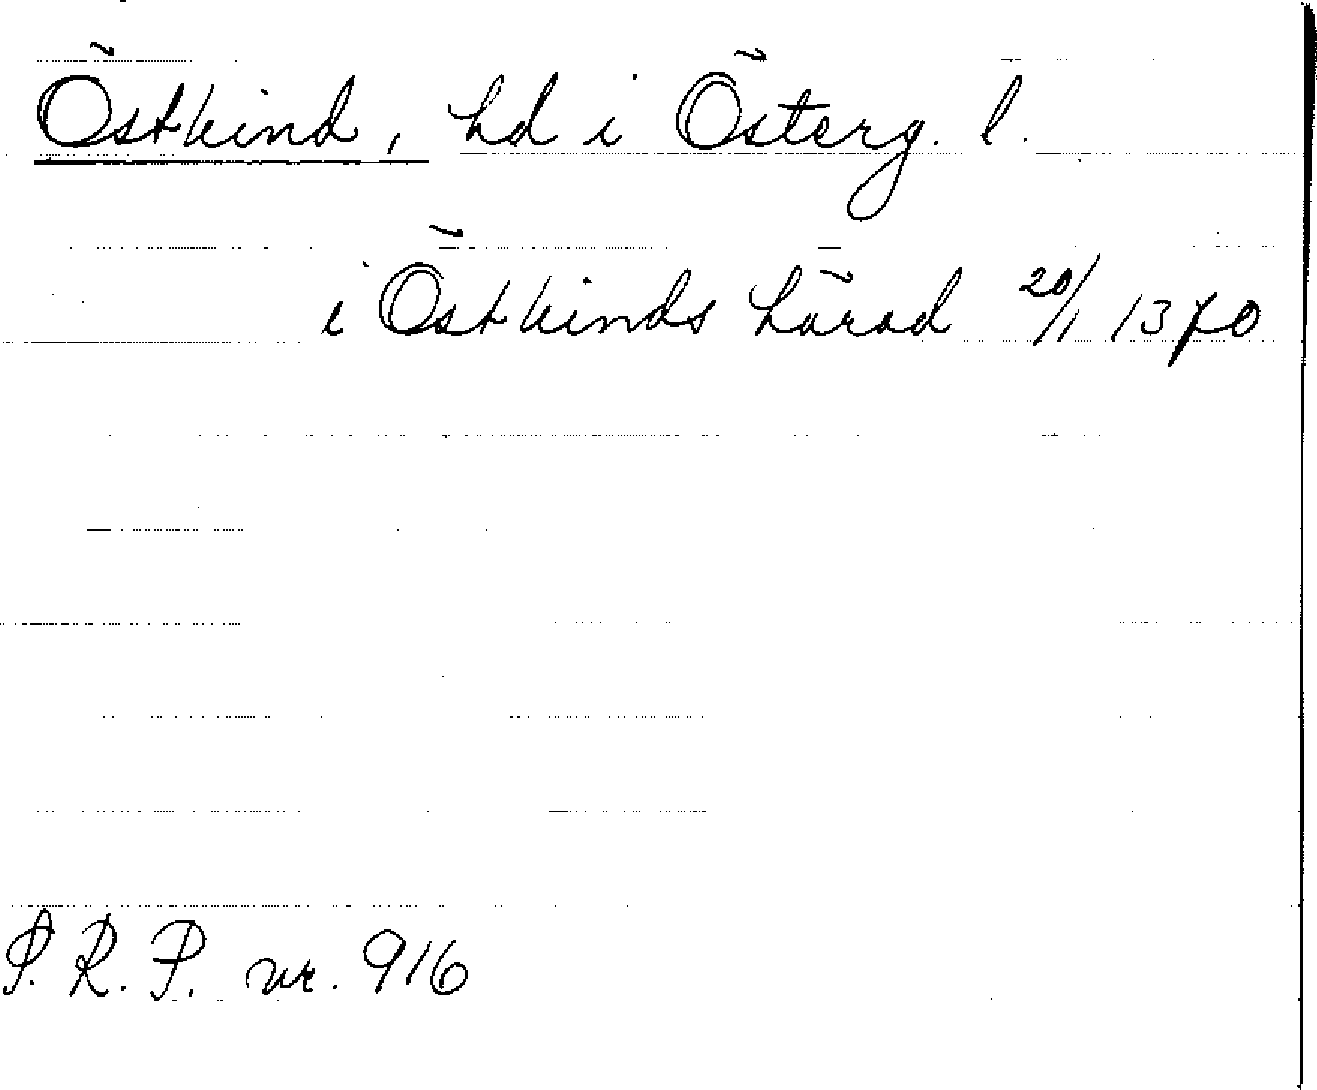 Östkind, hd i Österg. l.
i Östkinds härad 20/1 1370
S. R. P. nr. 916